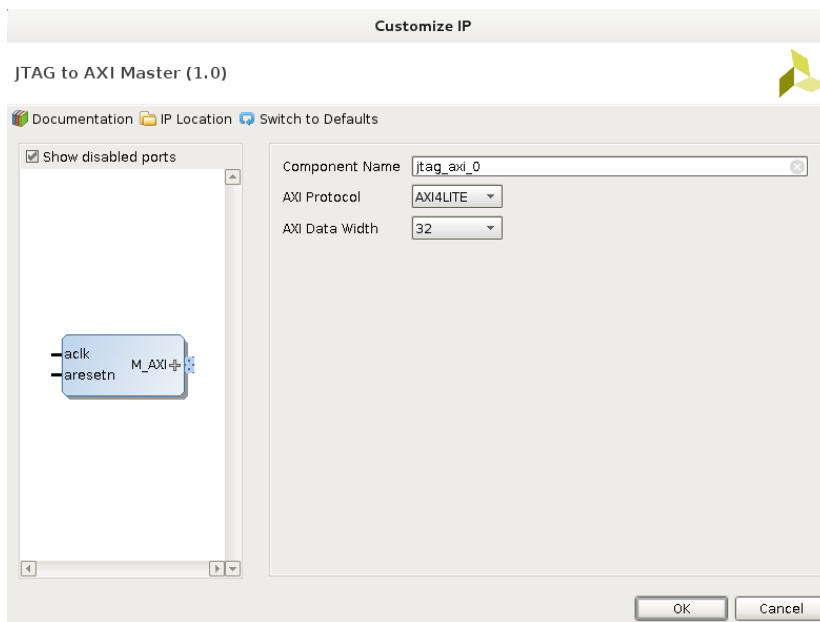 Customize IP
JTAG to AXI Master (1.0)
Documentation IP Location Switch to Defaults
Show disabled ports
aclk
aresetn
M_AXI
Component Name jtag_axi_0
AXI Protocol AXI4LITE
AXI Data Width 32
OK Cancel